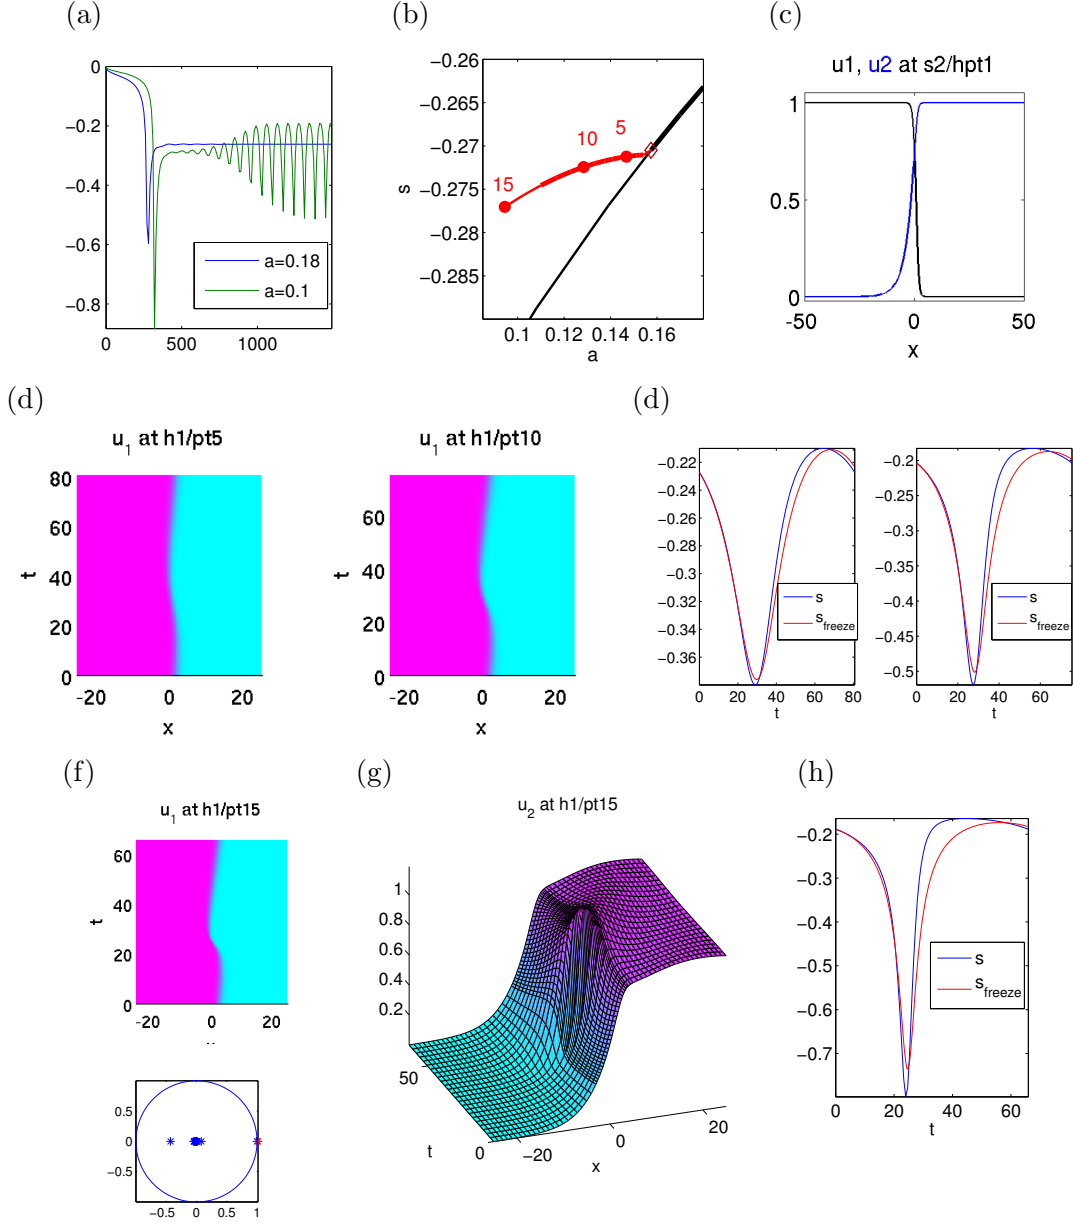 (a)
0
−0.2
−0.4
−0.6
−0.8
0 500 1000
a=0.18
a=0.1
(b)
−0.26
−0.265
−0.27
−0.275
−0.28
−0.285
s
0.1 0.12 0.14 0.16
a
15
10
5
(c)
u1, u2 at s2/hpt1
1
0.5
0
-50 0 50
x
(d)
u1 at h1/pt5
80
60
40
20
0
t
-20 0 20
x
u1 at h1/pt10
60
40
20
0
t
-20 0 20
x
(d)
−0.22
−0.24
−0.26
−0.28
−0.3
−0.32
−0.34
−0.36
0 20 40 60 80
t
s
sfreeze
−0.2
−0.25
−0.3
−0.35
−0.4
−0.45
−0.5
0 20 40 60
t
s
sfreeze
(f)
u1 at h1/pt15
60
40
20
0
t
-20 0 20
0.5
0
−0.5
−0.5 0 0.5 1
(g)
u2 at h1/pt15
1
0.8
0.6
0.4
0.2
50
0
t
−20
0
20
x
(h)
−0.2
−0.3
−0.4
−0.5
−0.6
−0.7
0 20 40 60
t
s
sfreeze